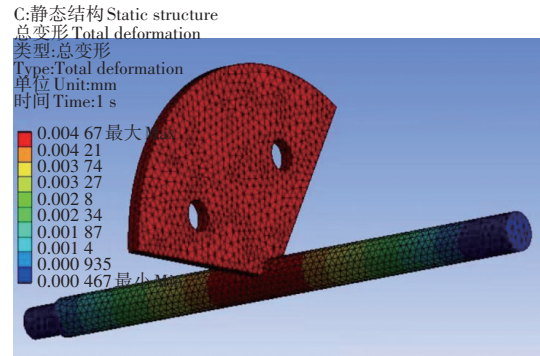 C:静态结构 Static structure
总变形 Total deformation
类型:总变形
Type:Total deformation
单位 Unit:mm
时间 Time:1 s
0.004 67 最大
0.004 21
0.003 74
0.003 27
0.002 8
0.002 34
0.001 87
0.001 4
0.000 935
0.000 467 最小